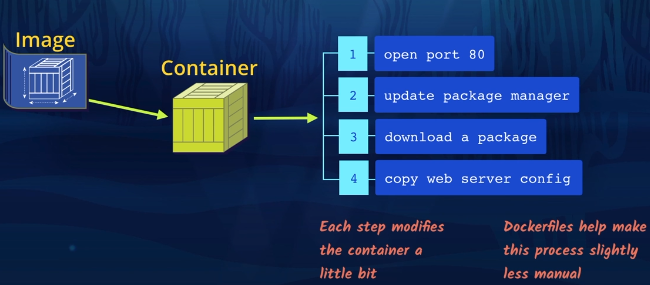 Image
Container
1 open port 80
2 update package manager
3 download a package
4 copy web server config
Each step modifies
the container a
little bit
Dockerfiles help make
this process slightly
less manual